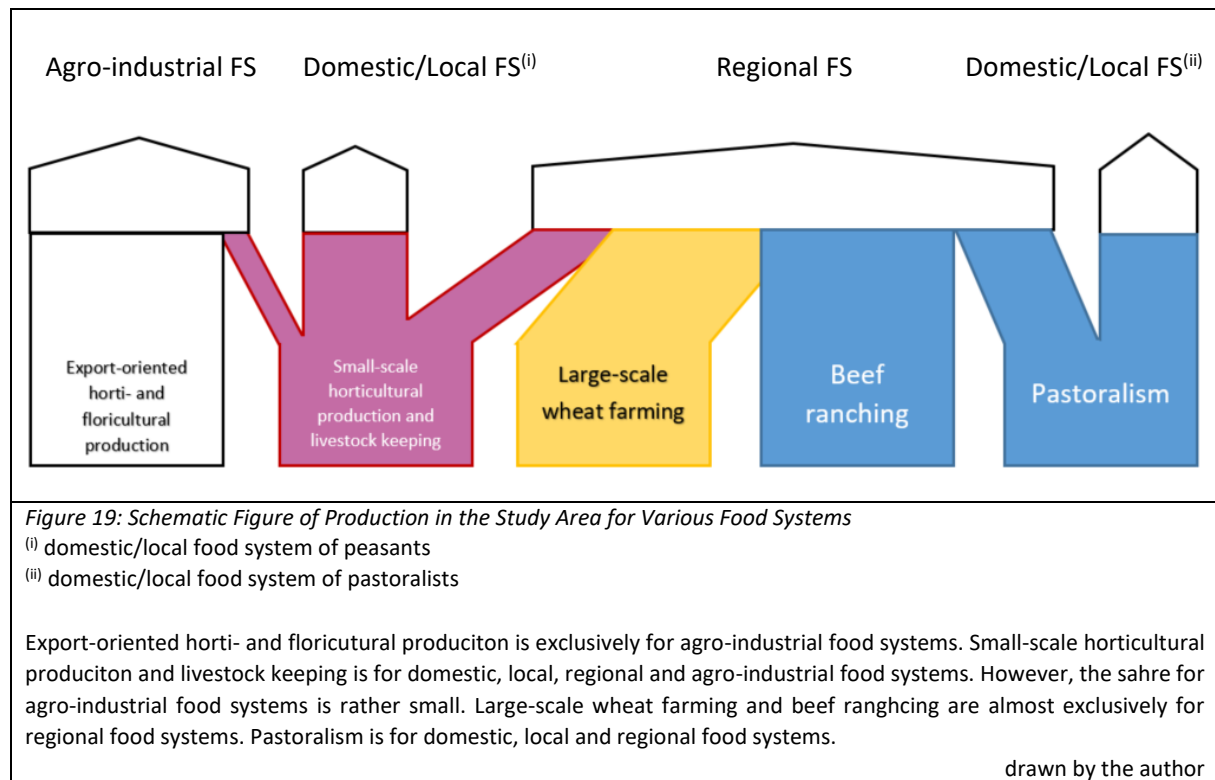 Agro-industrial FS
Domestic/Local FS(i)
Regional FS
Domestic/Local FS(ii)
Export-oriented
horti- and
floricultural
production
Small-scale
horticultural
production and
livestock keeping
Large-scale
wheat farming
Beef
ranching
Pastoralism
Figure 19: Schematic Figure of Production in the Study Area for Various Food Systems
(i) domestic/local food system of peasants
(ii) domestic/local food system of pastoralists
Export-oriented horti- and floricutural produciton is exclusively for agro-industrial food systems. Small-scale horticultural
produciton and livestock keeping is for domestic, local, regional and agro-industrial food systems. However, the sahre for
agro-industrial food systems is rather small. Large-scale wheat farming and beef ranghcing are almost exclusively for
regional food systems. Pastoralism is for domestic, local and regional food systems.
drawn by the author